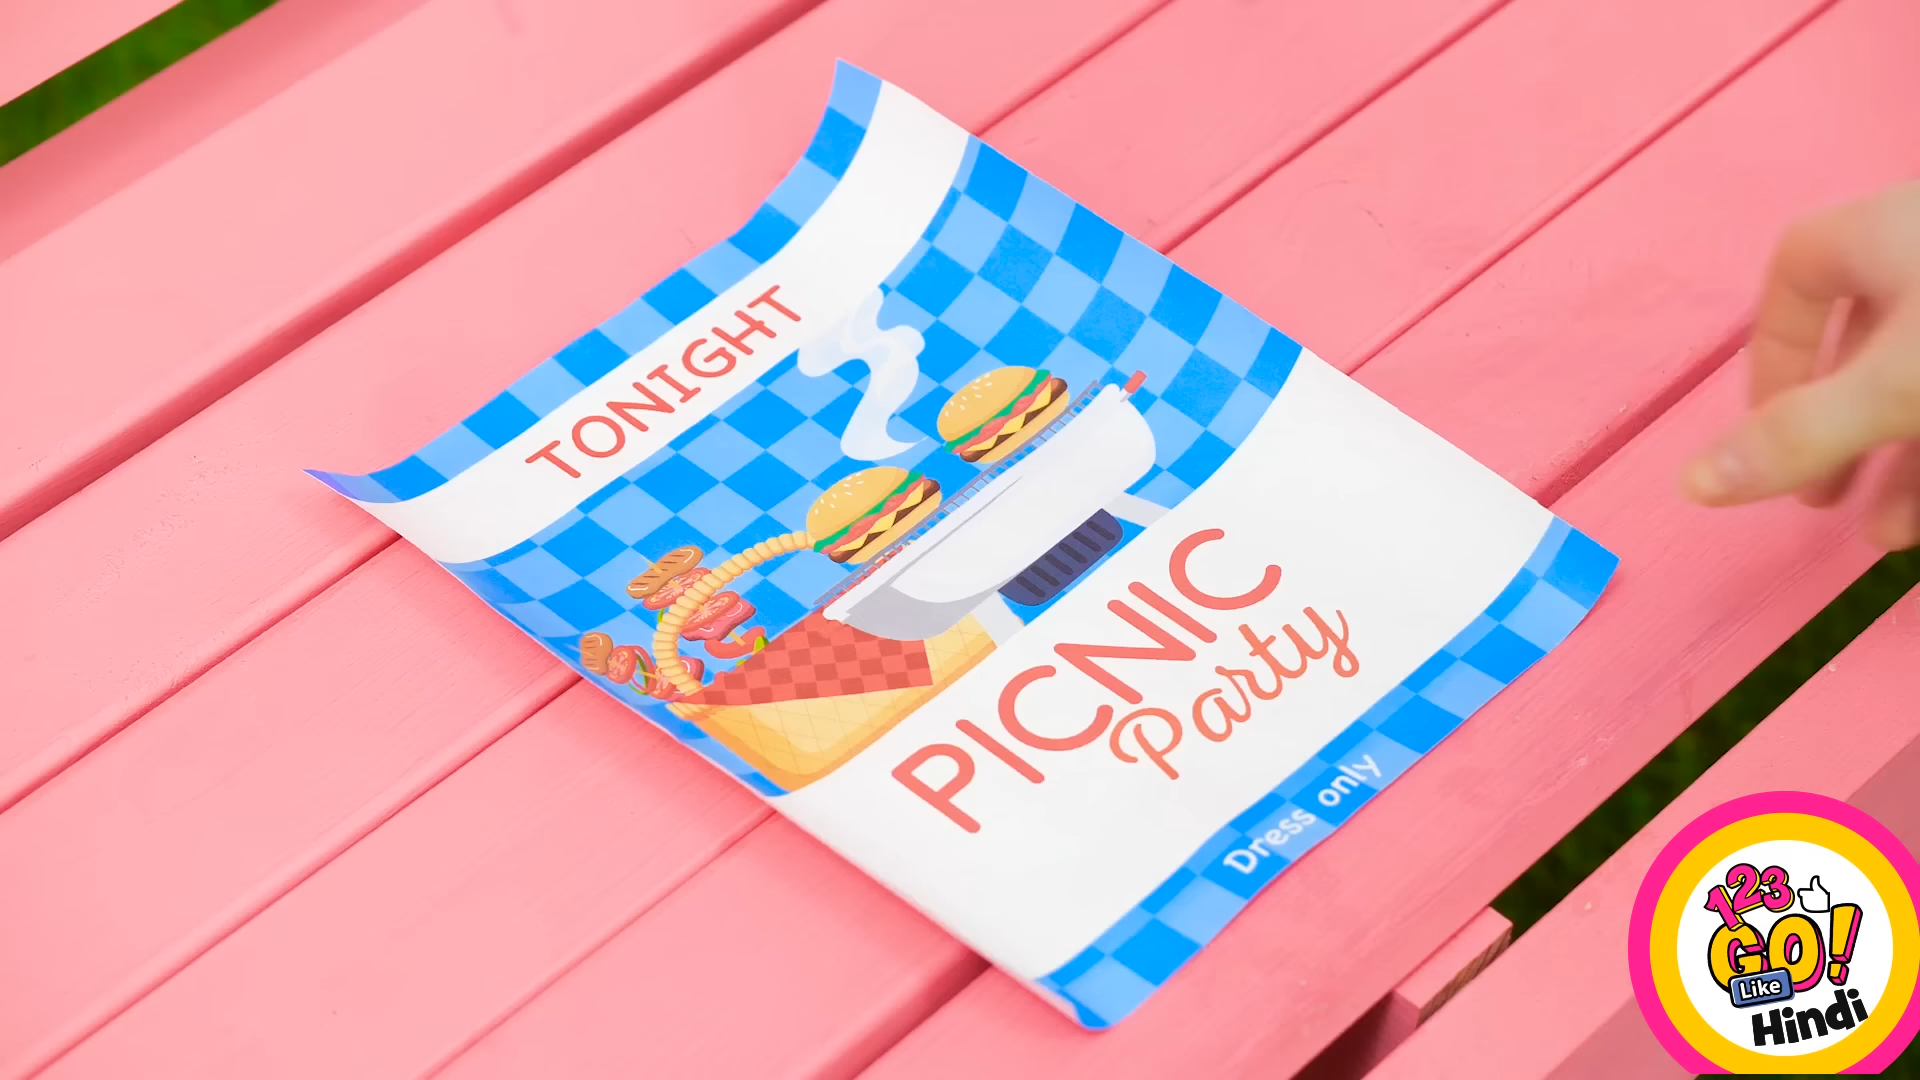 TONIGHT
PICNIC
Party
Dress only
123
GO!
Like
Hindi